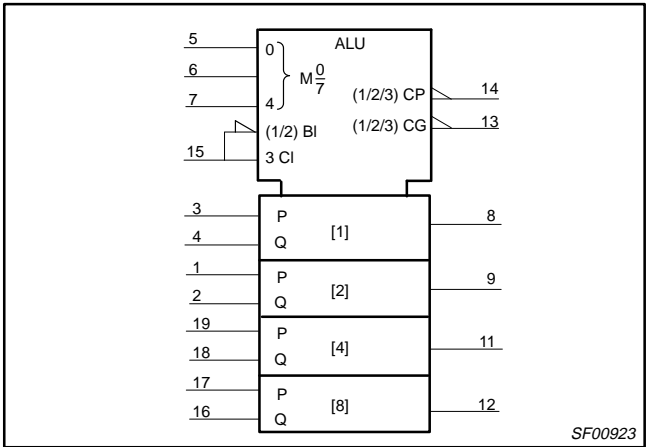 5 0 ALU
6 M 0/7
7 4 (1/2/3) CP 14
(1/2) BI (1/2/3) CG 13
15 3 CI
3 P [1] 8
4 Q
1 P [2] 9
2 Q
19 P [4] 11
18 Q
17 P [8] 12
16 Q
SF00923